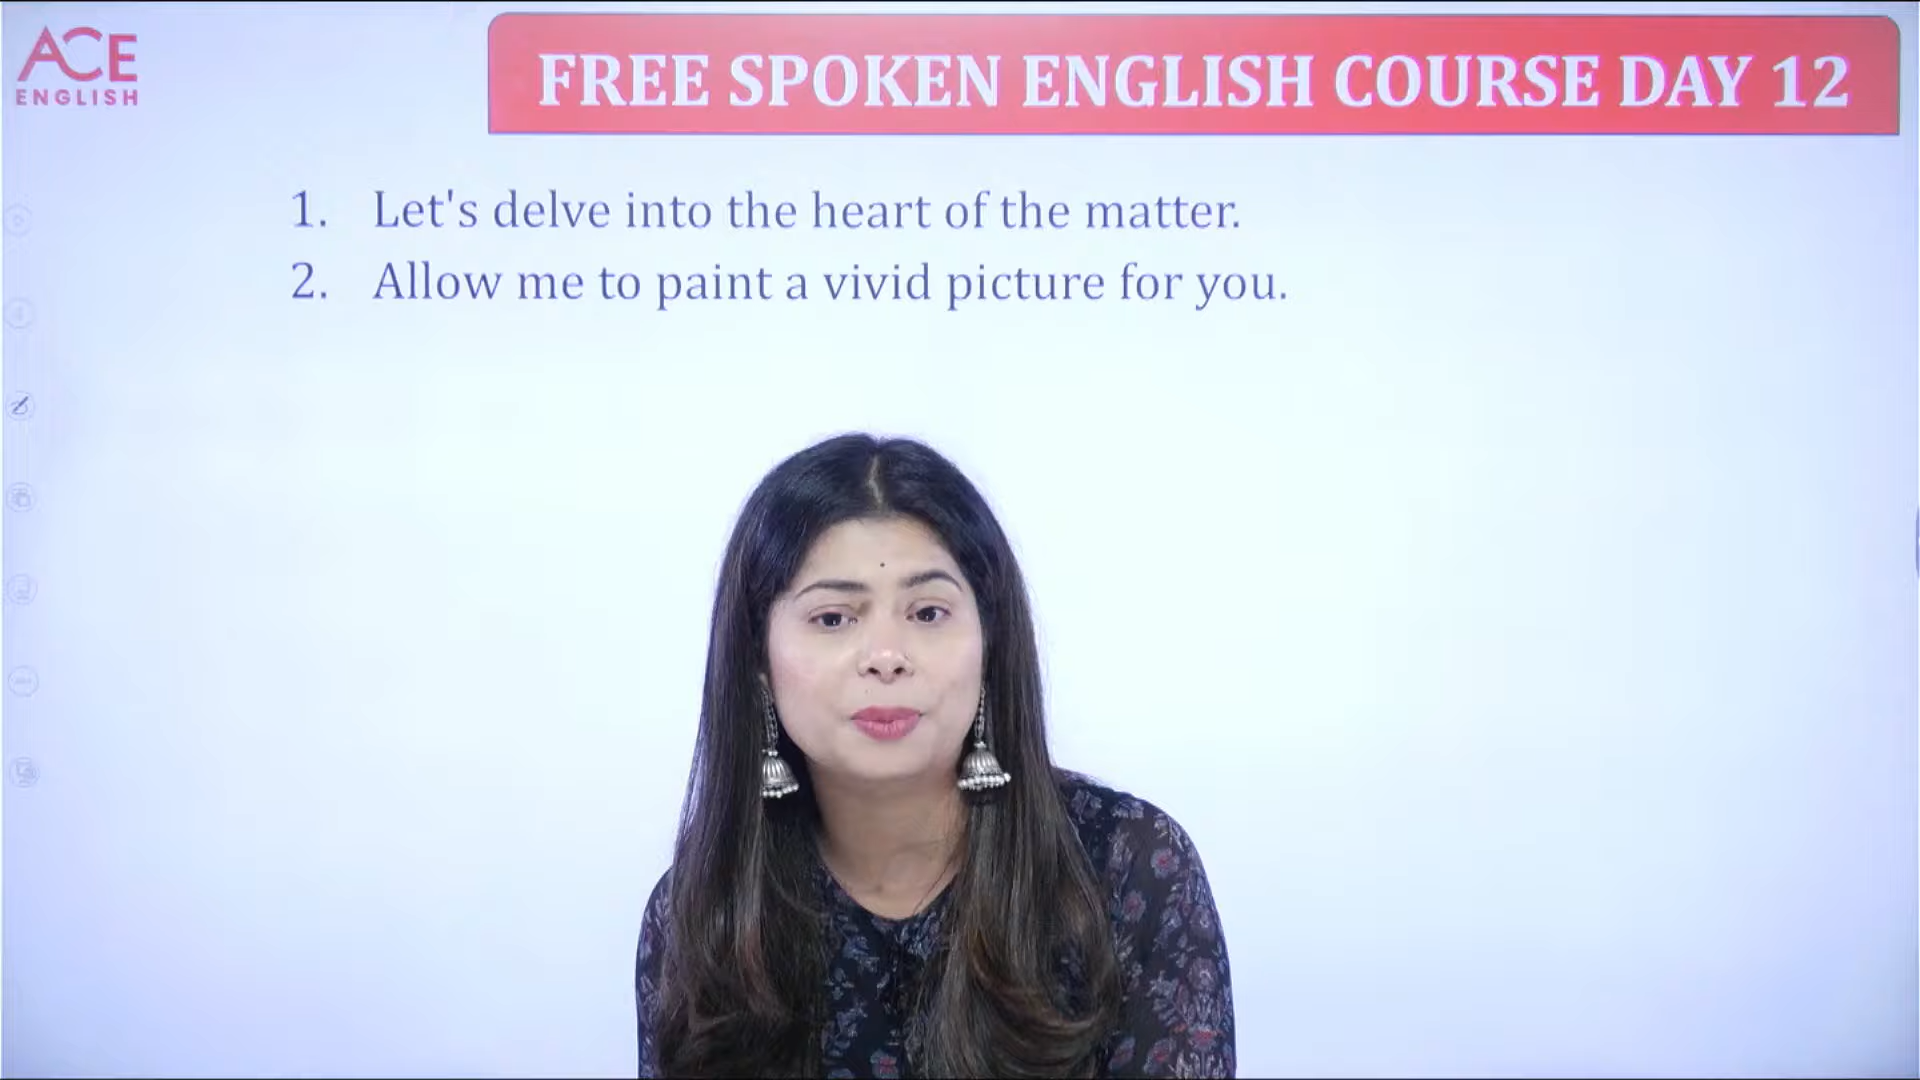 ACE
ENGLISH
FREE SPOKEN ENGLISH COURSE DAY 12
1. Let's delve into the heart of the matter.
2. Allow me to paint a vivid picture for you.